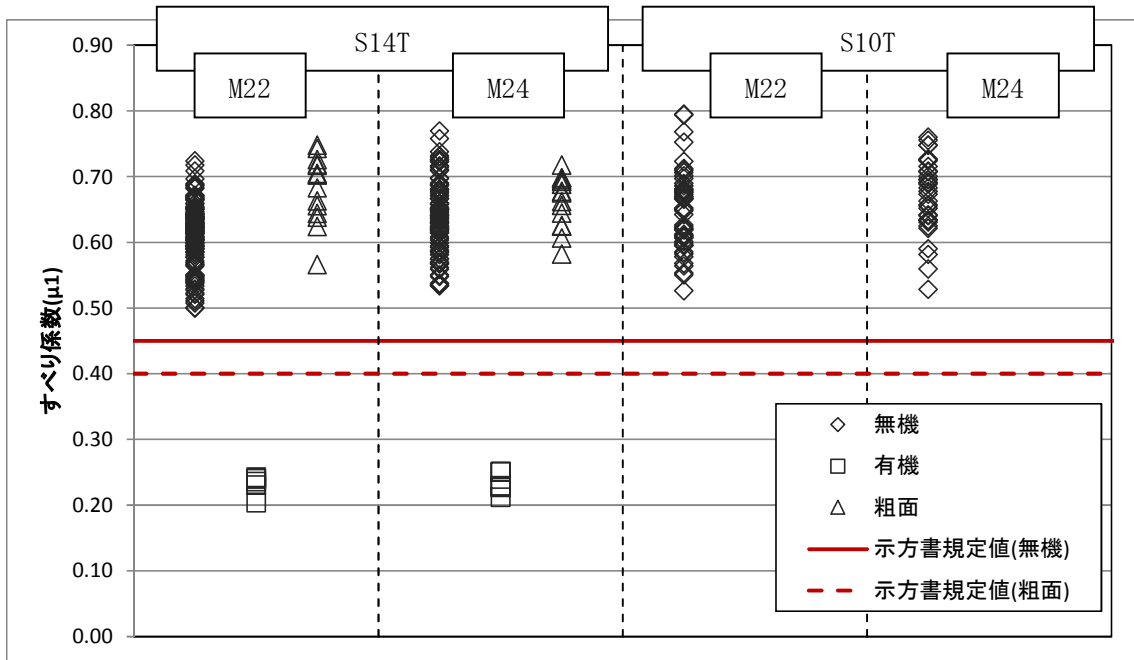 S14T
S10T
M22
M24
M22
M24
0.90
0.80
0.70
0.60
0.50
0.40
0.30
0.20
0.10
0.00
すべり係数(μ1)
無機
有機
粗面
示方書規定値(無機)
示方書規定値(粗面)